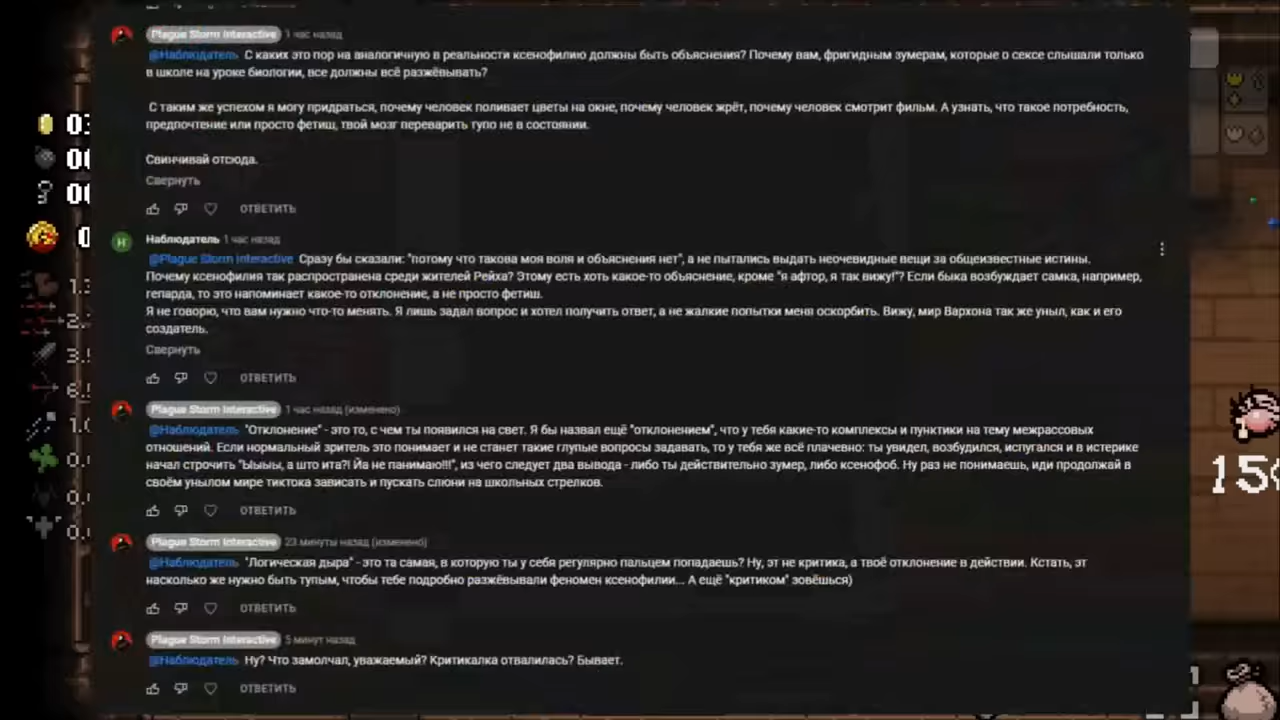 Plague Storm Interactive 1 час назад
@Наблюдатель С каких это пор на аналогичную в реальности ксенофилию должны быть объяснения? Почему вам, фригидным зумерам, которые о сексе слышали только
в школе на уроке биологии, все должны всё разжёвывать?
С таким же успехом я могу придраться, почему человек поливает цветы на окне, почему человек жрёт, почему человек смотрит фильм. А узнать, что такое потребность,
предпочтение или просто фетиш, твой мозг переварить тупо не в состоянии.
Свинчивай отсюда.
Свернуть
ОТВЕТИТЬ
Н
Наблюдатель 1 час назад
@Plague Storm Interactive Сразу бы сказали: "потому что такова моя воля и объяснения нет", а не пытались выдать неочевидные вещи за общеизвестные истины.
Почему ксенофилия так распространена среди жителей Рейха? Этому есть хоть какое-то объяснение, кроме "я афтор, я так вижу!"? Если быка возбуждает самка, например,
гепарда, то это напоминает какое-то отклонение, а не просто фетиш.
Я не говорю, что вам нужно что-то менять. Я лишь задал вопрос и хотел получить ответ, а не жалкие попытки меня оскорбить. Вижу, мир Вархона так же уныл, как и его
создатель.
Свернуть
ОТВЕТИТЬ
Plague Storm Interactive 1 час назад (изменено)
@Наблюдатель "Отклонение" - это то, с чем ты появился на свет. Я бы назвал ещё "отклонением", что у тебя какие-то комплексы и пунктики на тему межрассовых
отношений. Если нормальный зритель это понимает и не станет такие глупые вопросы задавать, то у тебя же всё плачевно: ты увидел, возбудился, испугался и в истерике
начал строчить "Ыыыы, а што ита?! Йа не панимаю!!!", из чего следует два вывода - либо ты действительно зумер, либо ксенофоб. Ну раз не понимаешь, иди продолжай в
своём унылом мире тиктока зависать и пускать слюни на школьных стрелков.
ОТВЕТИТЬ
Plague Storm Interactive 23 минуты назад (изменено)
@Наблюдатель "Логическая дыра" - это та самая, в которую ты у себя регулярно пальцем попадаешь? Ну, эт не критика, а твоё отклонение в действии. Кстать, эт
насколько же нужно быть тупым, чтобы тебе подробно разжёвывали феномен ксенофилии... А ещё "критиком" зовёшься)
ОТВЕТИТЬ
Plague Storm Interactive 5 минут назад
@Наблюдатель Ну? Что замолчал, уважаемый? Критикалка отвалилась? Бывает.
ОТВЕТИТЬ